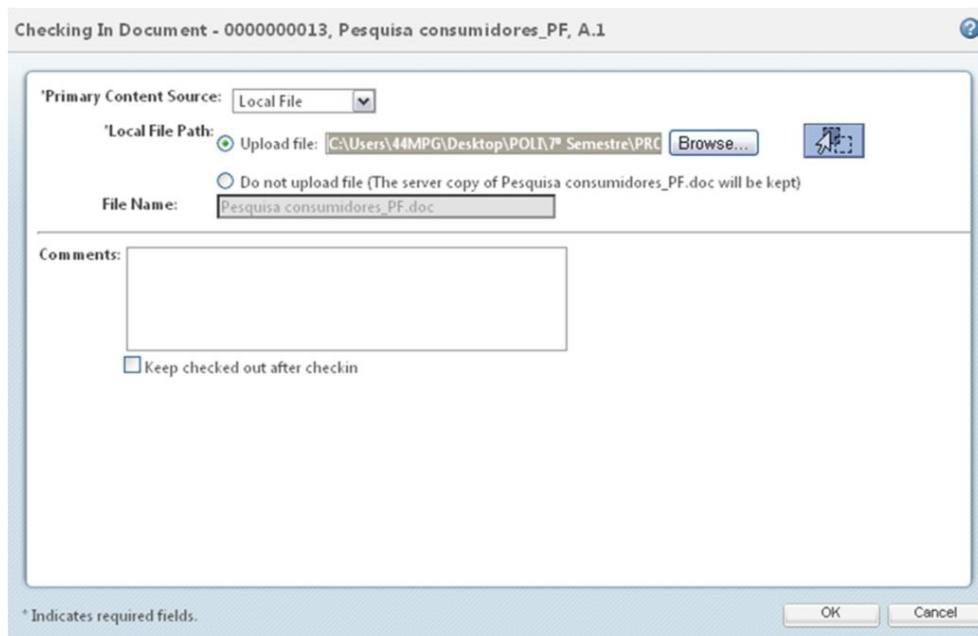 Checking In Document - 0000000013, Pesquisa consumidores_PF, A.1
*Primary Content Source: Local File
*Local File Path: Upload file: C:\Users\44MPG\Desktop\POLI\7º Semestre\PRO Browse...
Do not upload file (The server copy of Pesquisa consumidores_PF.doc will be kept)
File Name: Pesquisa consumidores_PF.doc
Comments:
Keep checked out after checkin
* Indicates required fields. OK Cancel